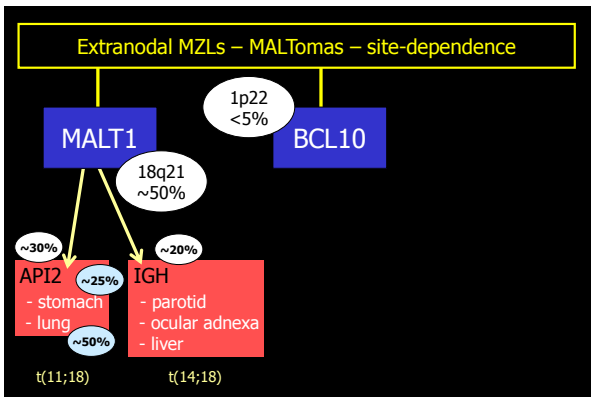 Extranodal MZLs – MALTomas – site-dependence
1p22
<5%
MALT1
BCL10
18q21
~50%
~30%
~20%
API2
~25%
IGH
- stomach
- lung
~50%
- parotid
- ocular adnexa
- liver
t(11;18)
t(14;18)